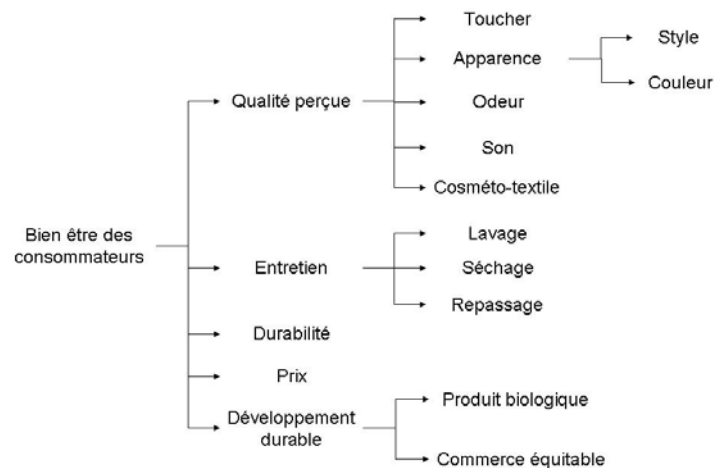 Toucher
Style
Apparence
Couleur
Qualité perçue
Odeur
Son
Cosméto-textile
Bien être des
consommateurs
Lavage
Entretien
Séchage
Repassage
Durabilité
Prix
Produit biologique
Développement
durable
Commerce équitable